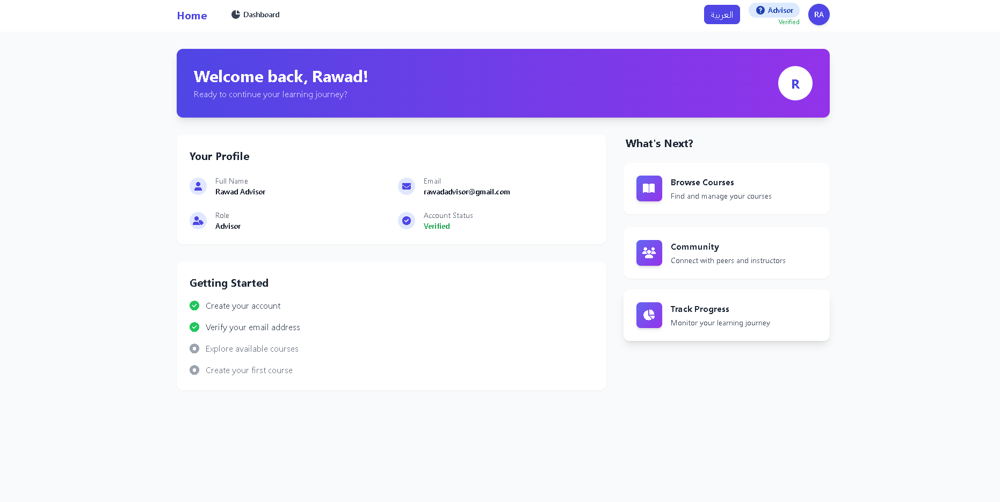 Home
Dashboard
العربية
Advisor
Verified
RA
Welcome back, Rawad!
Ready to continue your learning journey?
R
Your Profile
Full Name
Rawad Advisor
Email
rawadadvisor@gmail.com
Role
Advisor
Account Status
Verified
Getting Started
Create your account
Verify your email address
Explore available courses
Create your first course
What's Next?
Browse Courses
Find and manage your courses
Community
Connect with peers and instructors
Track Progress
Monitor your learning journey